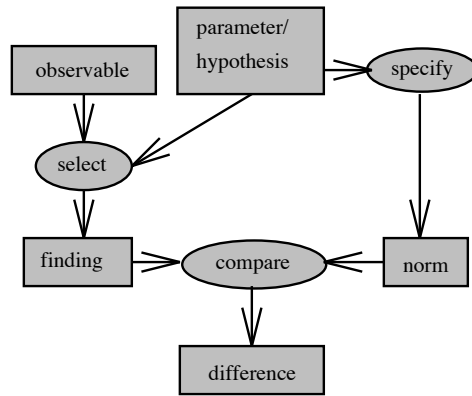 parameter/
hypothesis
observable
specify
select
finding
compare
norm
difference